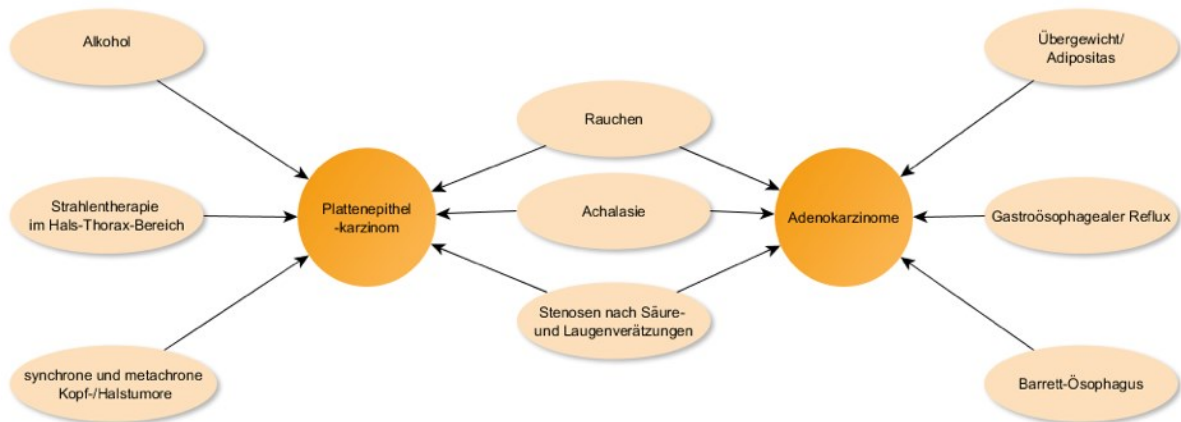 Alkohol
Übergewicht/
Adipositas
Rauchen
Strahlentherapie
im Hals-Thorax-Bereich
Plattenepithel
-karzinom
Achalasie
Adenokarzinome
Gastroösophagealer Reflux
Stenosen nach Säure-
und Laugenverätzungen
synchrone und metachrone
Kopf-/Halstumore
Barrett-Ösophagus